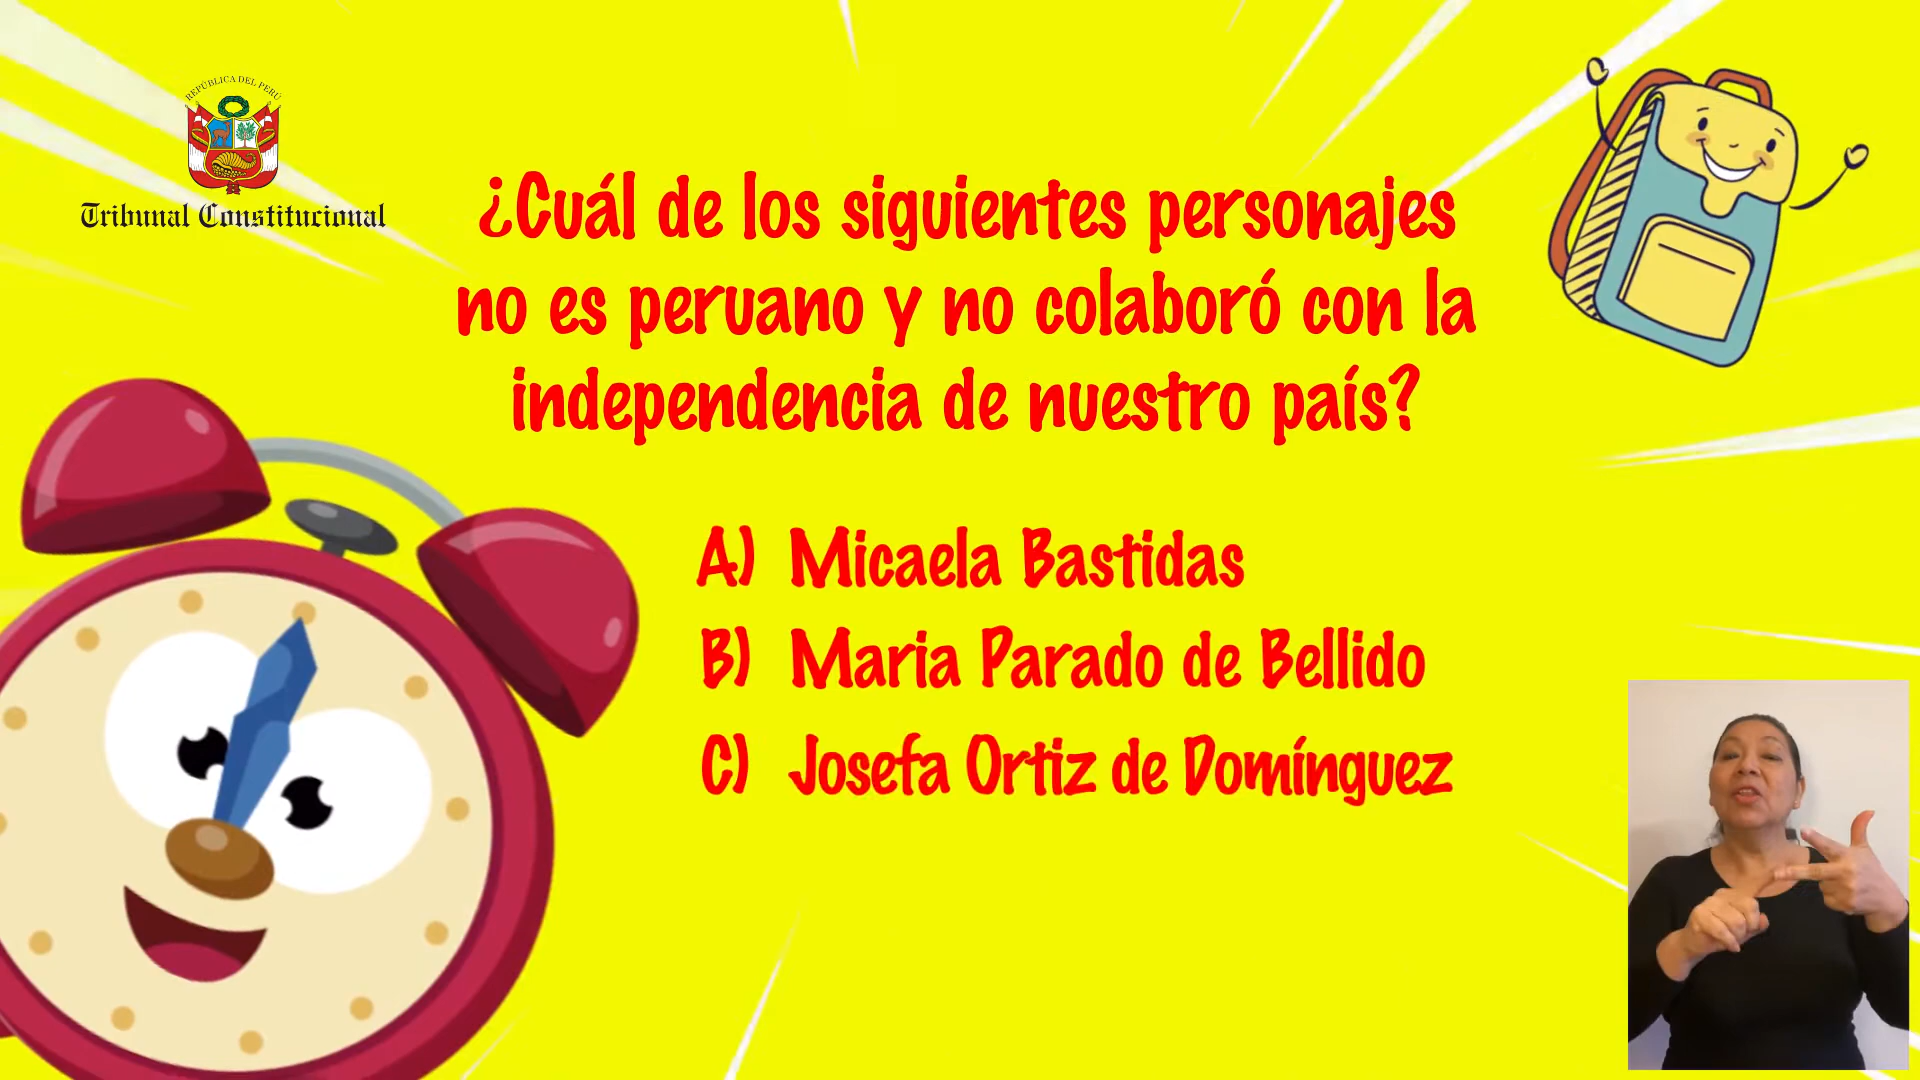 REPÚBLICA DEL PERÚ
Tribunal Constitucional
¿Cuál de los siguientes personajes
no es peruano y no colaboró con la
independencia de nuestro país?
A) Micaela Bastidas
B) Maria Parado de Bellido
C) Josefa Ortiz de Domínguez